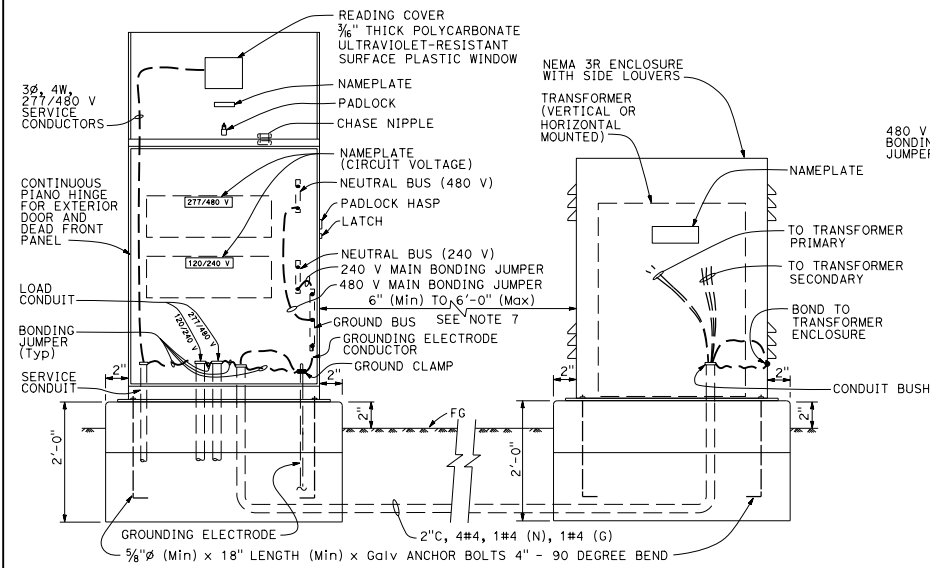 READING COVER
3/16" THICK POLYCARBONATE
ULTRAVIOLET-RESISTANT
SURFACE PLASTIC WINDOW
3Ø, 4W,
277/480 V
SERVICE
CONDUCTORS
NAMEPLATE
PADLOCK
CHASE NIPPLE
NAMEPLATE
(CIRCUIT VOLTAGE)
NEUTRAL BUS (480 V)
CONTINUOUS
PIANO HINGE
FOR EXTERIOR
DOOR AND
DEAD FRONT
PANEL
277/480 V
PADLOCK HASP
LATCH
NEUTRAL BUS (240 V)
120/240 V
240 V MAIN BONDING JUMPER
480 V MAIN BONDING JUMPER
6" (Min) TO 6'-0" (Max)
SEE NOTE 7
LOAD
CONDUIT
120/240 V
277/480 V
GROUND BUS
BONDING
JUMPER
(Typ)
GROUNDING ELECTRODE
CONDUCTOR
GROUND CLAMP
2"
SERVICE
CONDUIT
2"
2"
2'-0"
FG
GROUNDING ELECTRODE
2"C, 4#4, 1#4 (N), 1#4 (G)
5/8"Ø (Min) x 18" LENGTH (Min) x Galv ANCHOR BOLTS 4" - 90 DEGREE BEND
NEMA 3R ENCLOSURE
WITH SIDE LOUVERS
TRANSFORMER
(VERTICAL OR
HORIZONTAL
MOUNTED)
480 V
BONDIN
JUMPER
NAMEPLATE
TO TRANSFORMER
PRIMARY
TO TRANSFORMER
SECONDARY
BOND TO
TRANSFORMER
ENCLOSURE
2"
2"
CONDUIT BUSH
2"
2'-0"